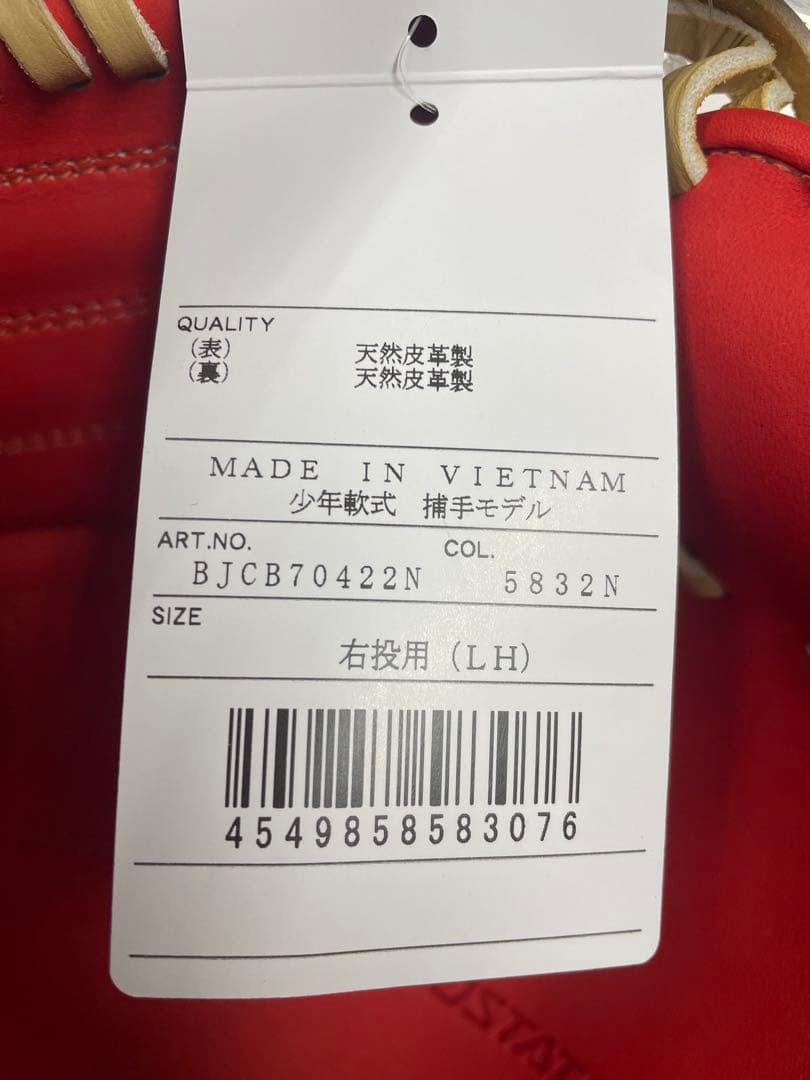 QUALITY
(表) 天然皮革製
(裏) 天然皮革製
MADE IN VIETNAM
少年軟式 捕手モデル
ART.NO. COL.
BJCB70422N 5832N
SIZE
右投用(LH)
4549858583076